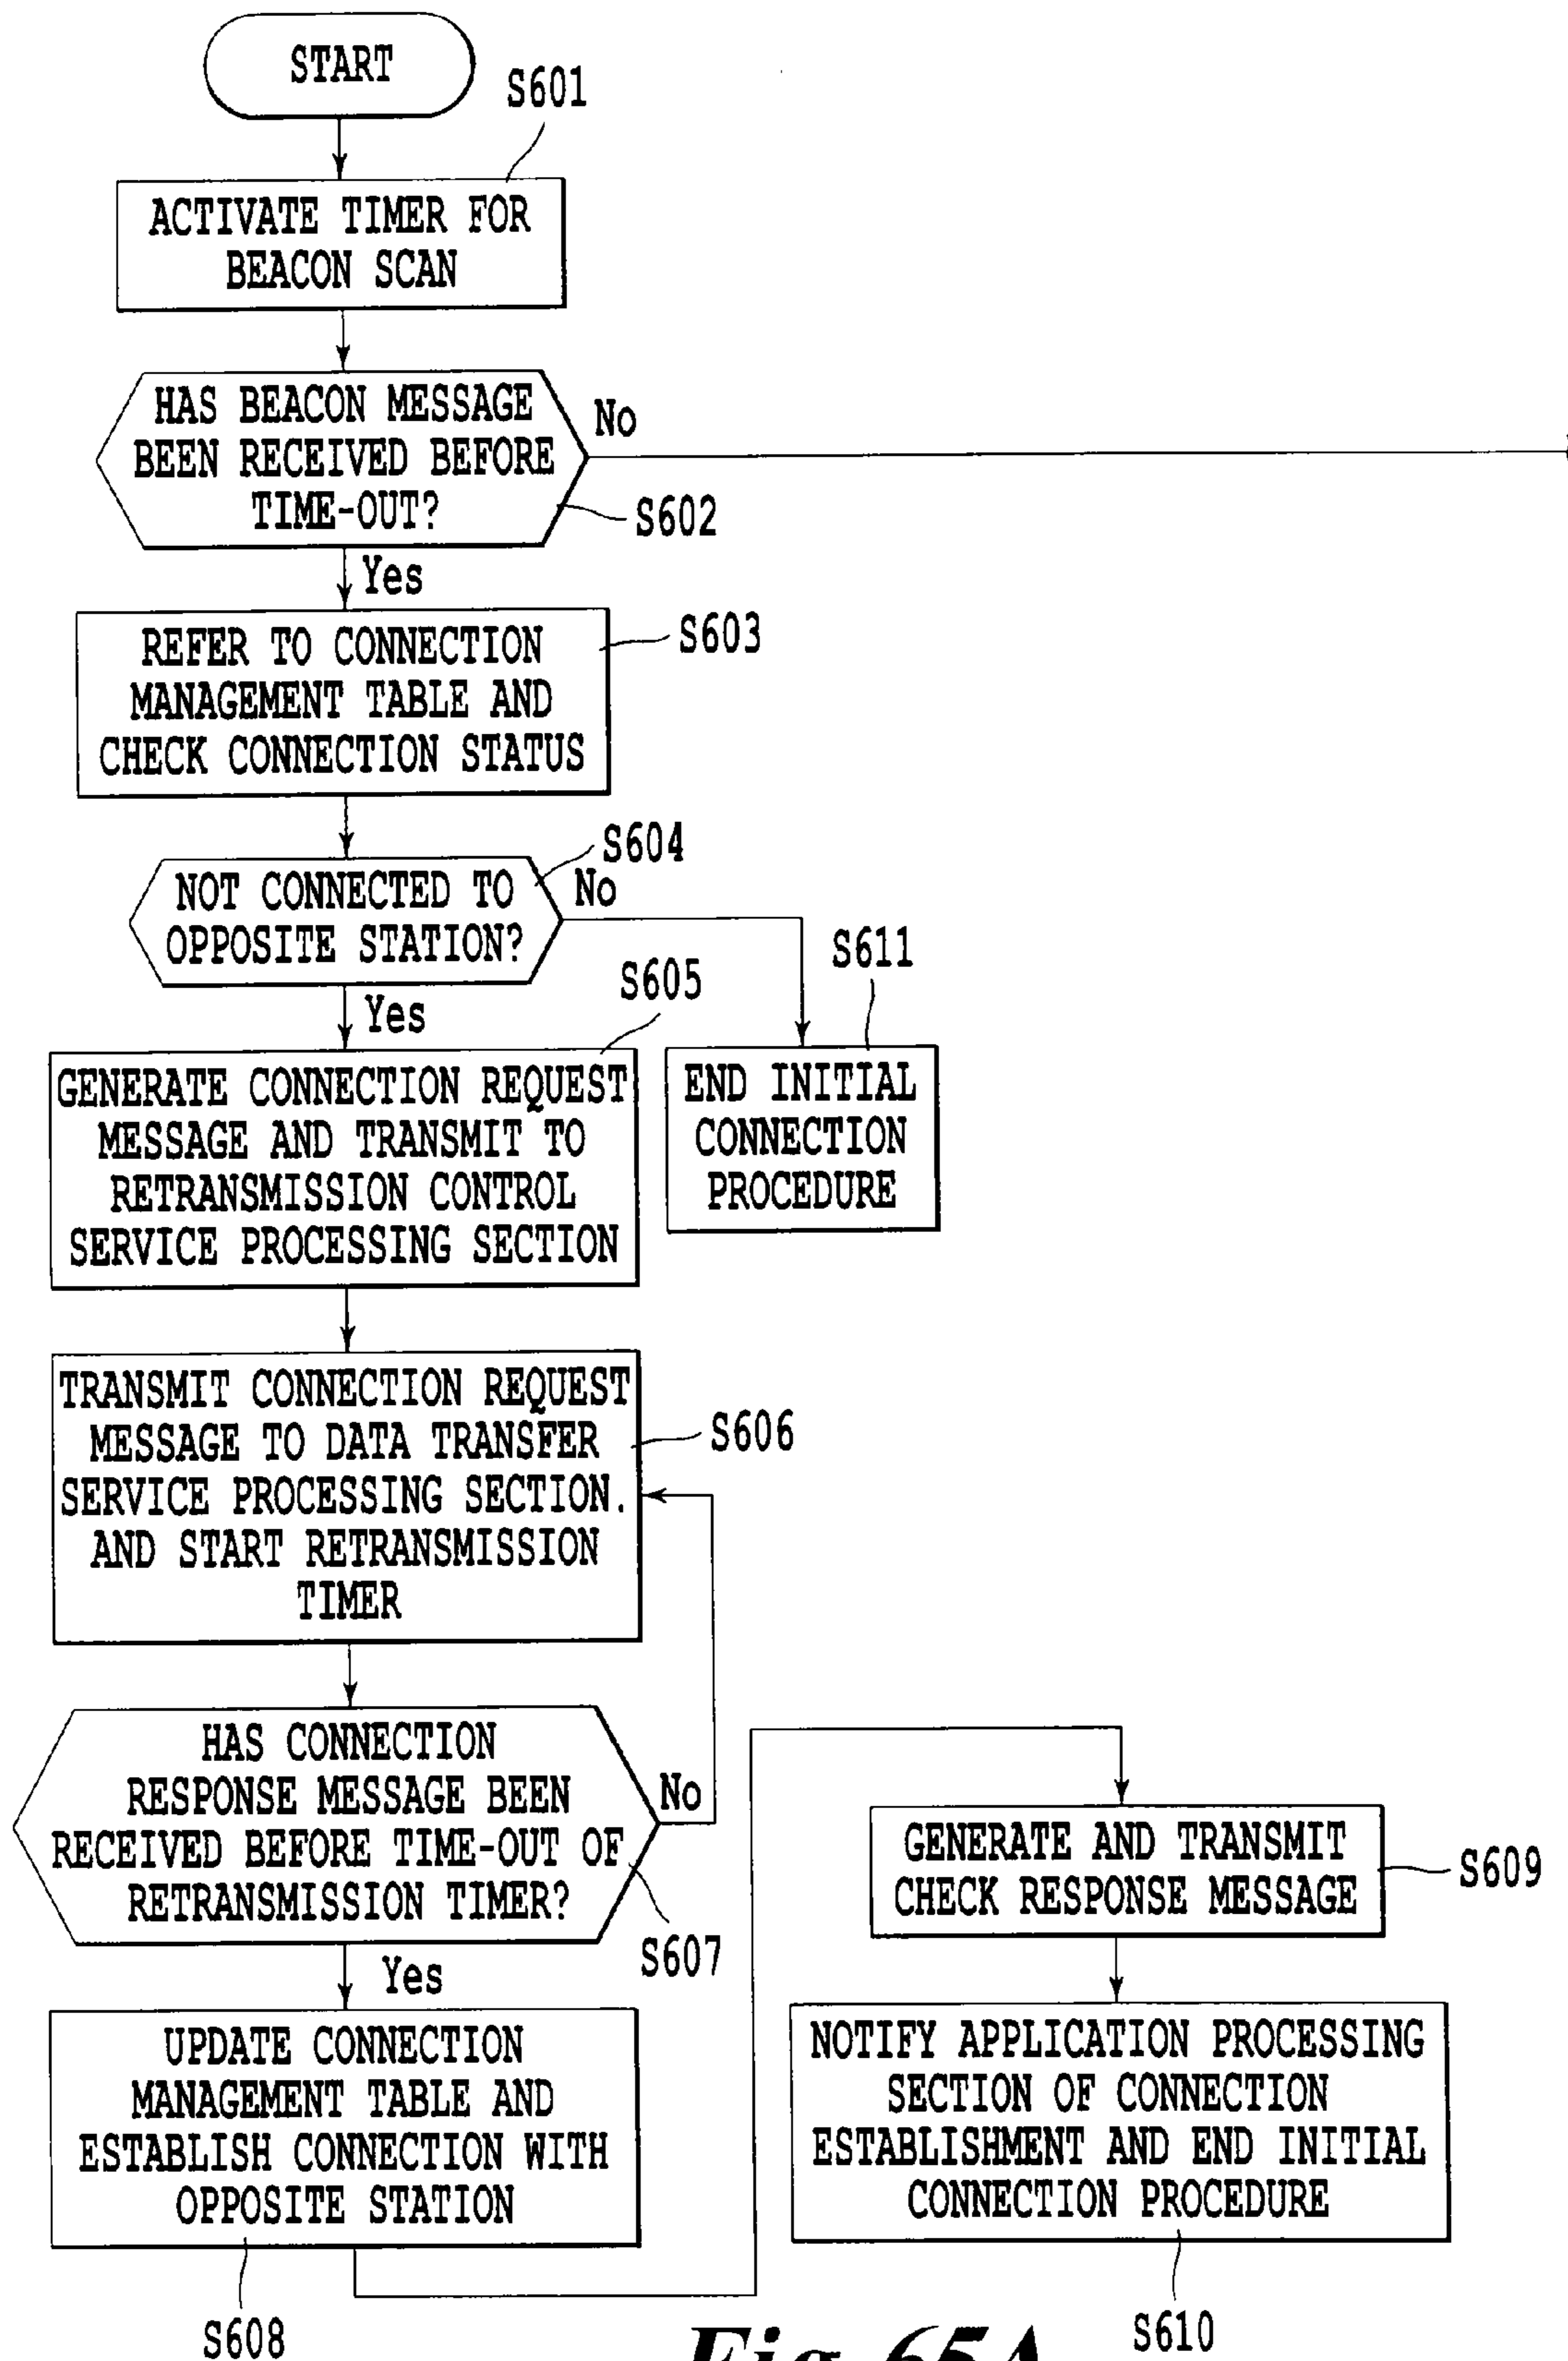 START
S601
ACTIVATE TIMER FOR
BEACON SCAN
HAS BEACON MESSAGE
BEEN RECEIVED BEFORE
TIME-OUT?
No
S602
Yes
REFER TO CONNECTION
MANAGEMENT TABLE AND
CHECK CONNECTION STATUS
S603
S604
NOT CONNECTED TO
OPPOSITE STATION?
No
Yes
S605
S611
GENERATE CONNECTION REQUEST
MESSAGE AND TRANSMIT TO
RETRANSMISSION CONTROL
SERVICE PROCESSING SECTION
END INITIAL
CONNECTION
PROCEDURE
TRANSMIT CONNECTION REQUEST
MESSAGE TO DATA TRANSFER
SERVICE PROCESSING SECTION.
AND START RETRANSMISSION
TIMER
S606
HAS CONNECTION
RESPONSE MESSAGE BEEN
RECEIVED BEFORE TIME-OUT OF
RETRANSMISSION TIMER?
No
S607
Yes
UPDATE CONNECTION
MANAGEMENT TABLE AND
ESTABLISH CONNECTION WITH
OPPOSITE STATION
S608
GENERATE AND TRANSMIT
CHECK RESPONSE MESSAGE
S609
NOTIFY APPLICATION PROCESSING
SECTION OF CONNECTION
ESTABLISHMENT AND END INITIAL
CONNECTION PROCEDURE
S610
Fig. 65A